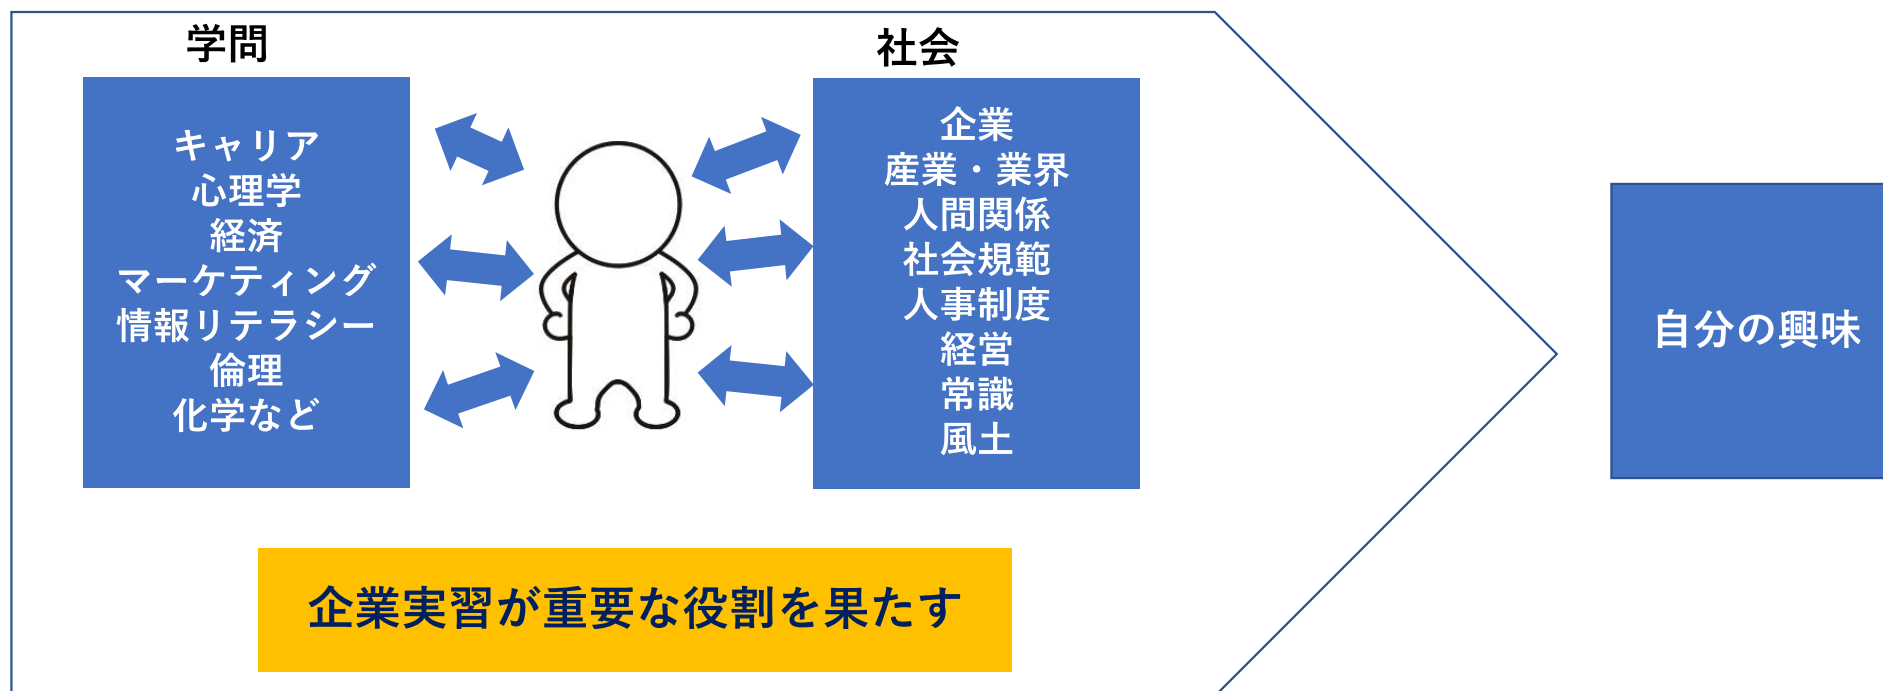 学問
キャリア
心理学
経済
マーケティング
情報リテラシー
倫理
化学など
社会
企業
産業・業界
人間関係
社会規範
人事制度
経営
常識
風土
企業実習が重要な役割を果たす
自分の興味